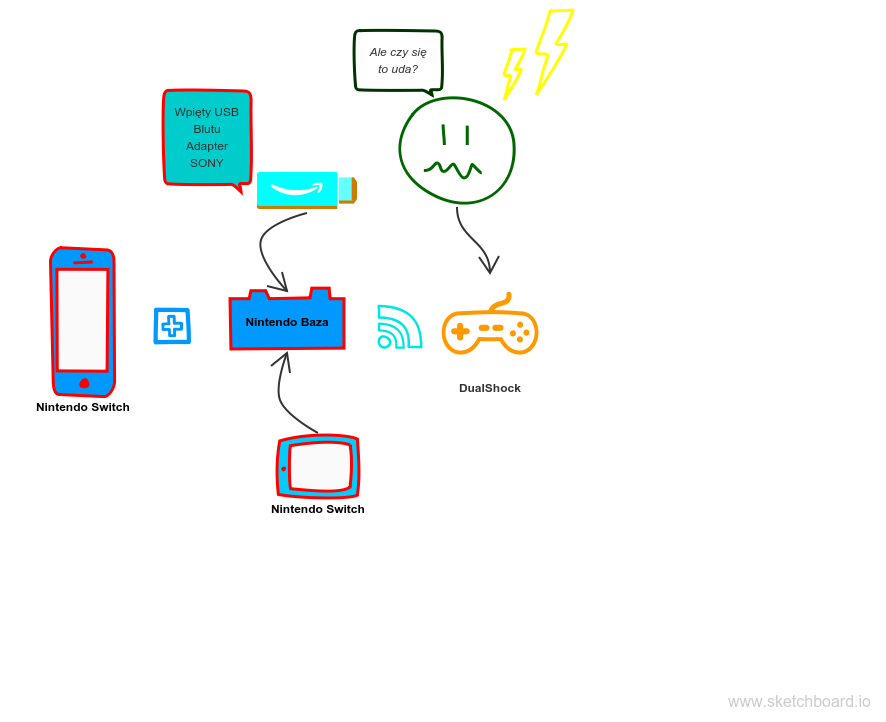 Ale czy się
to uda?
Wpięty USB
Blutu
Adapter
SONY
Nintendo Baza
DualShock
Nintendo Switch
Nintendo Switch
www.sketchboard.io